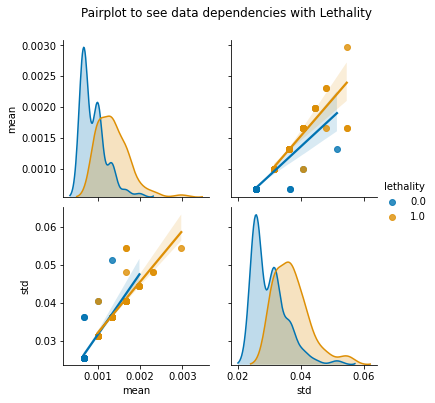 Pairplot to see data dependencies with Lethality
0.0030
0.0025
0.0020
0.0015
0.0010
mean
lethality
0.0
1.0
0.06
0.05
0.04
0.03
std
0.001 0.002 0.003
mean
0.02 0.04 0.06
std